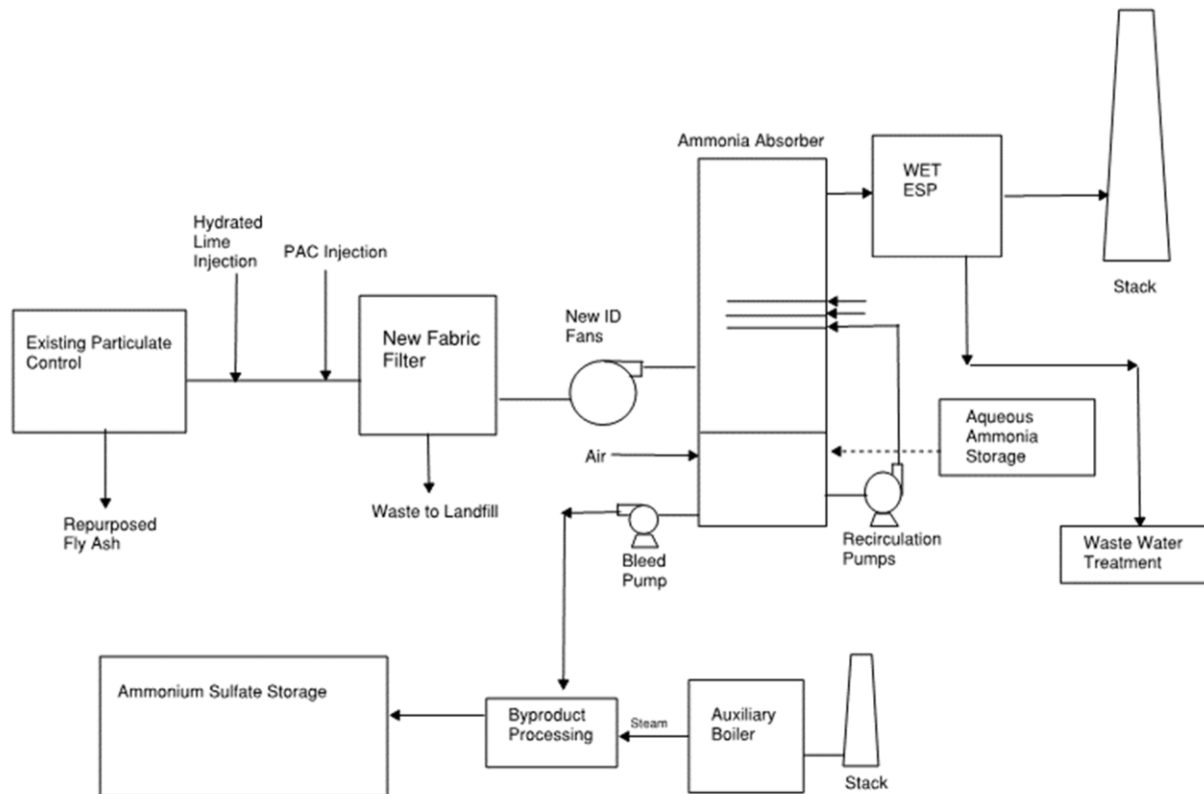 Ammonia Absorber
WET
ESP
Stack
Hydrated
Lime
Injection
PAC Injection
Existing Particulate
Control
New Fabric
Filter
New ID
Fans
Air
Aqueous
Ammonia
Storage
Repurposed
Fly Ash
Waste to Landfill
Bleed
Pump
Recirculation
Pumps
Waste Water
Treatment
Ammonium Sulfate Storage
Byproduct
Processing
Steam
Auxiliary
Boiler
Stack